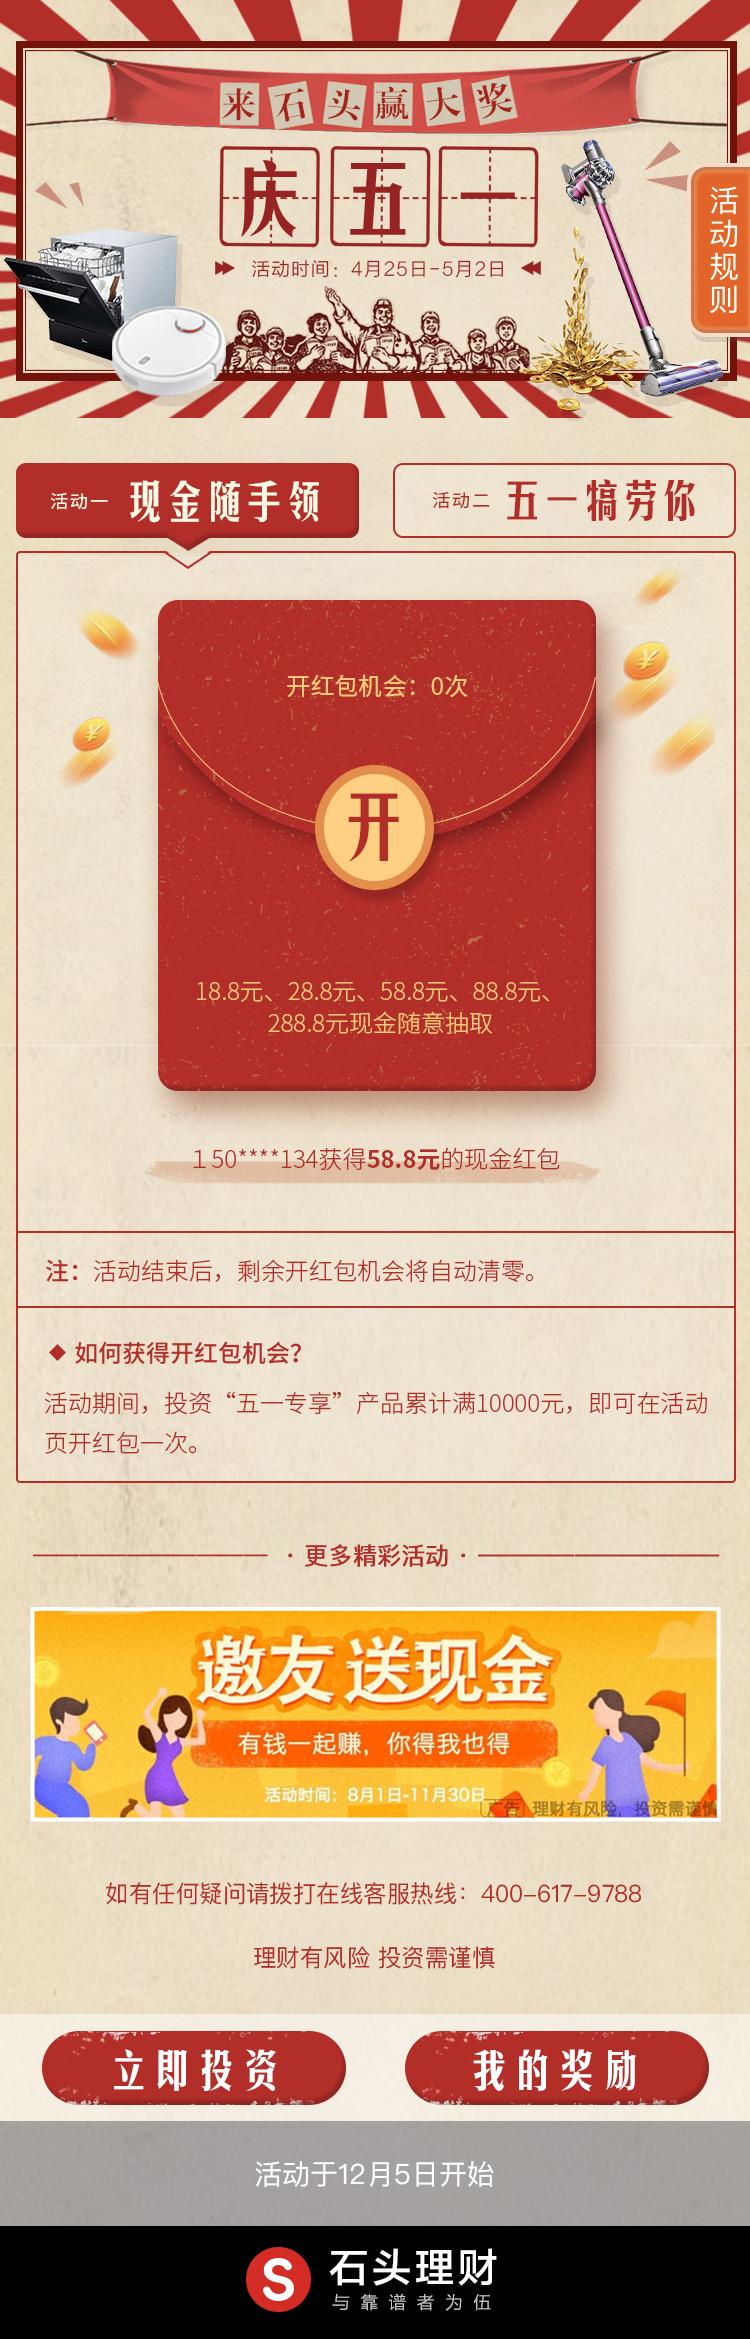 来石头赢大奖
庆五一
活动时间：4月25日-5月2日
活动规则
活动一 现金随手领
活动二 五一犒劳你
开红包机会：0次
开
18.8元、28.8元、58.8元、88.8元、
288.8元现金随意抽取
150****134获得58.8元的现金红包
注：活动结束后，剩余开红包机会将自动清零。
◆ 如何获得开红包机会？
活动期间，投资“五一专享”产品累计满10000元，即可在活动
页开红包一次。
· 更多精彩活动 ·
邀友送现金
有钱一起赚，你得我也得
活动时间：8月1日-11月30日
广告 理财有风险，投资需谨慎
如有任何疑问请拨打在线客服热线：400-617-9788
理财有风险 投资需谨慎
立即投资
我的奖励
活动于12月5日开始
S 石头理财
与靠谱者为伍